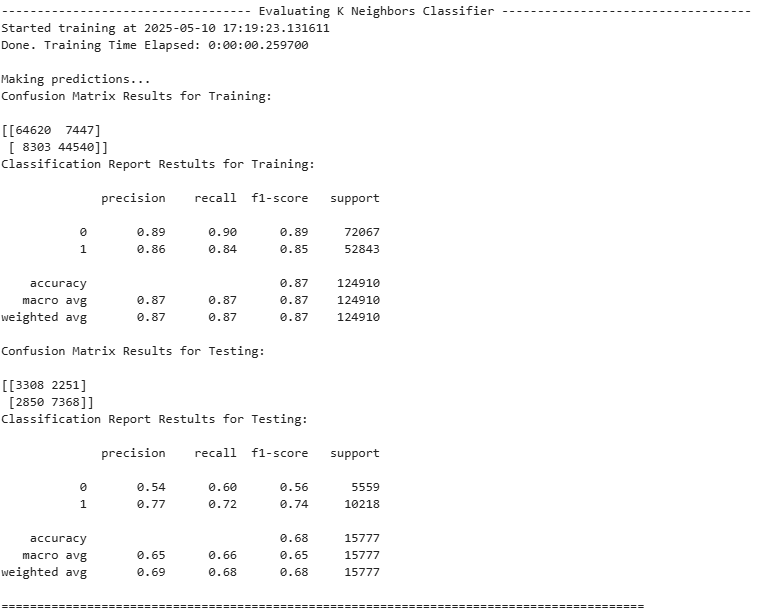 ----------------------------------- Evaluating K Neighbors Classifier -----------------------------------
Started training at 2025-05-10 17:19:23.131611
Done. Training Time Elapsed: 0:00:00.259700
Making predictions...
Confusion Matrix Results for Training:
[[64620  7447]
 [ 8303 44540]]
Classification Report Restults for Training:
              precision    recall  f1-score   support
           0       0.89      0.90      0.89     72067
           1       0.86      0.84      0.85     52843
    accuracy                           0.87    124910
   macro avg       0.87      0.87      0.87    124910
weighted avg       0.87      0.87      0.87    124910
Confusion Matrix Results for Testing:
[[3308 2251]
 [2850 7368]]
Classification Report Restults for Testing:
              precision    recall  f1-score   support
           0       0.54      0.60      0.56      5559
           1       0.77      0.72      0.74     10218
    accuracy                           0.68     15777
   macro avg       0.65      0.66      0.65     15777
weighted avg       0.69      0.68      0.68     15777
==========================================================================================